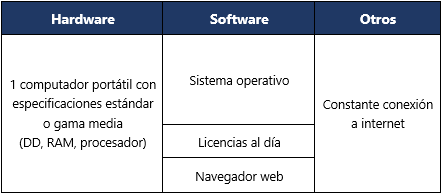 Hardware
Software
Otros
1 computador portátil con
especificaciones estándar
o gama media
(DD, RAM, procesador)
Sistema operativo
Licencias al día
Navegador web
Constante conexión
a internet